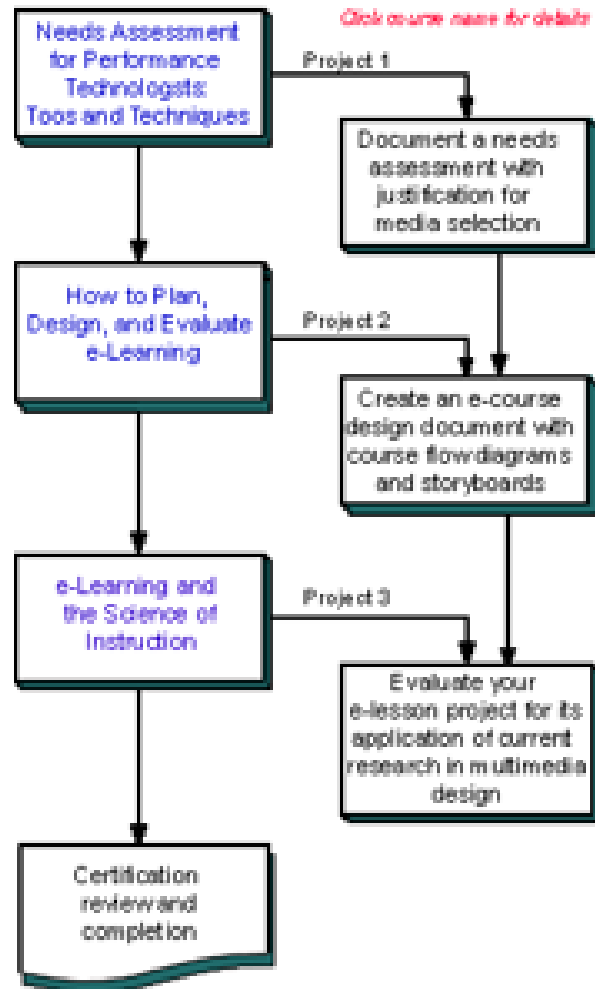 Click course name for details
Needs Assessment
for Performance
Technologsts:
Toos and Techniques
Project 1
Document a needs
assessment with
justification for
media selection
How to Plan,
Design, and Evaluate
e-Learning
Project 2
Create an e-course
design document with
course flow diagrams
and storyboards
e-Learning and
the Science of
Instruction
Project 3
Evaluate your
e-lesson project for its
application of current
research in multimedia
design
Certification
review and
completion